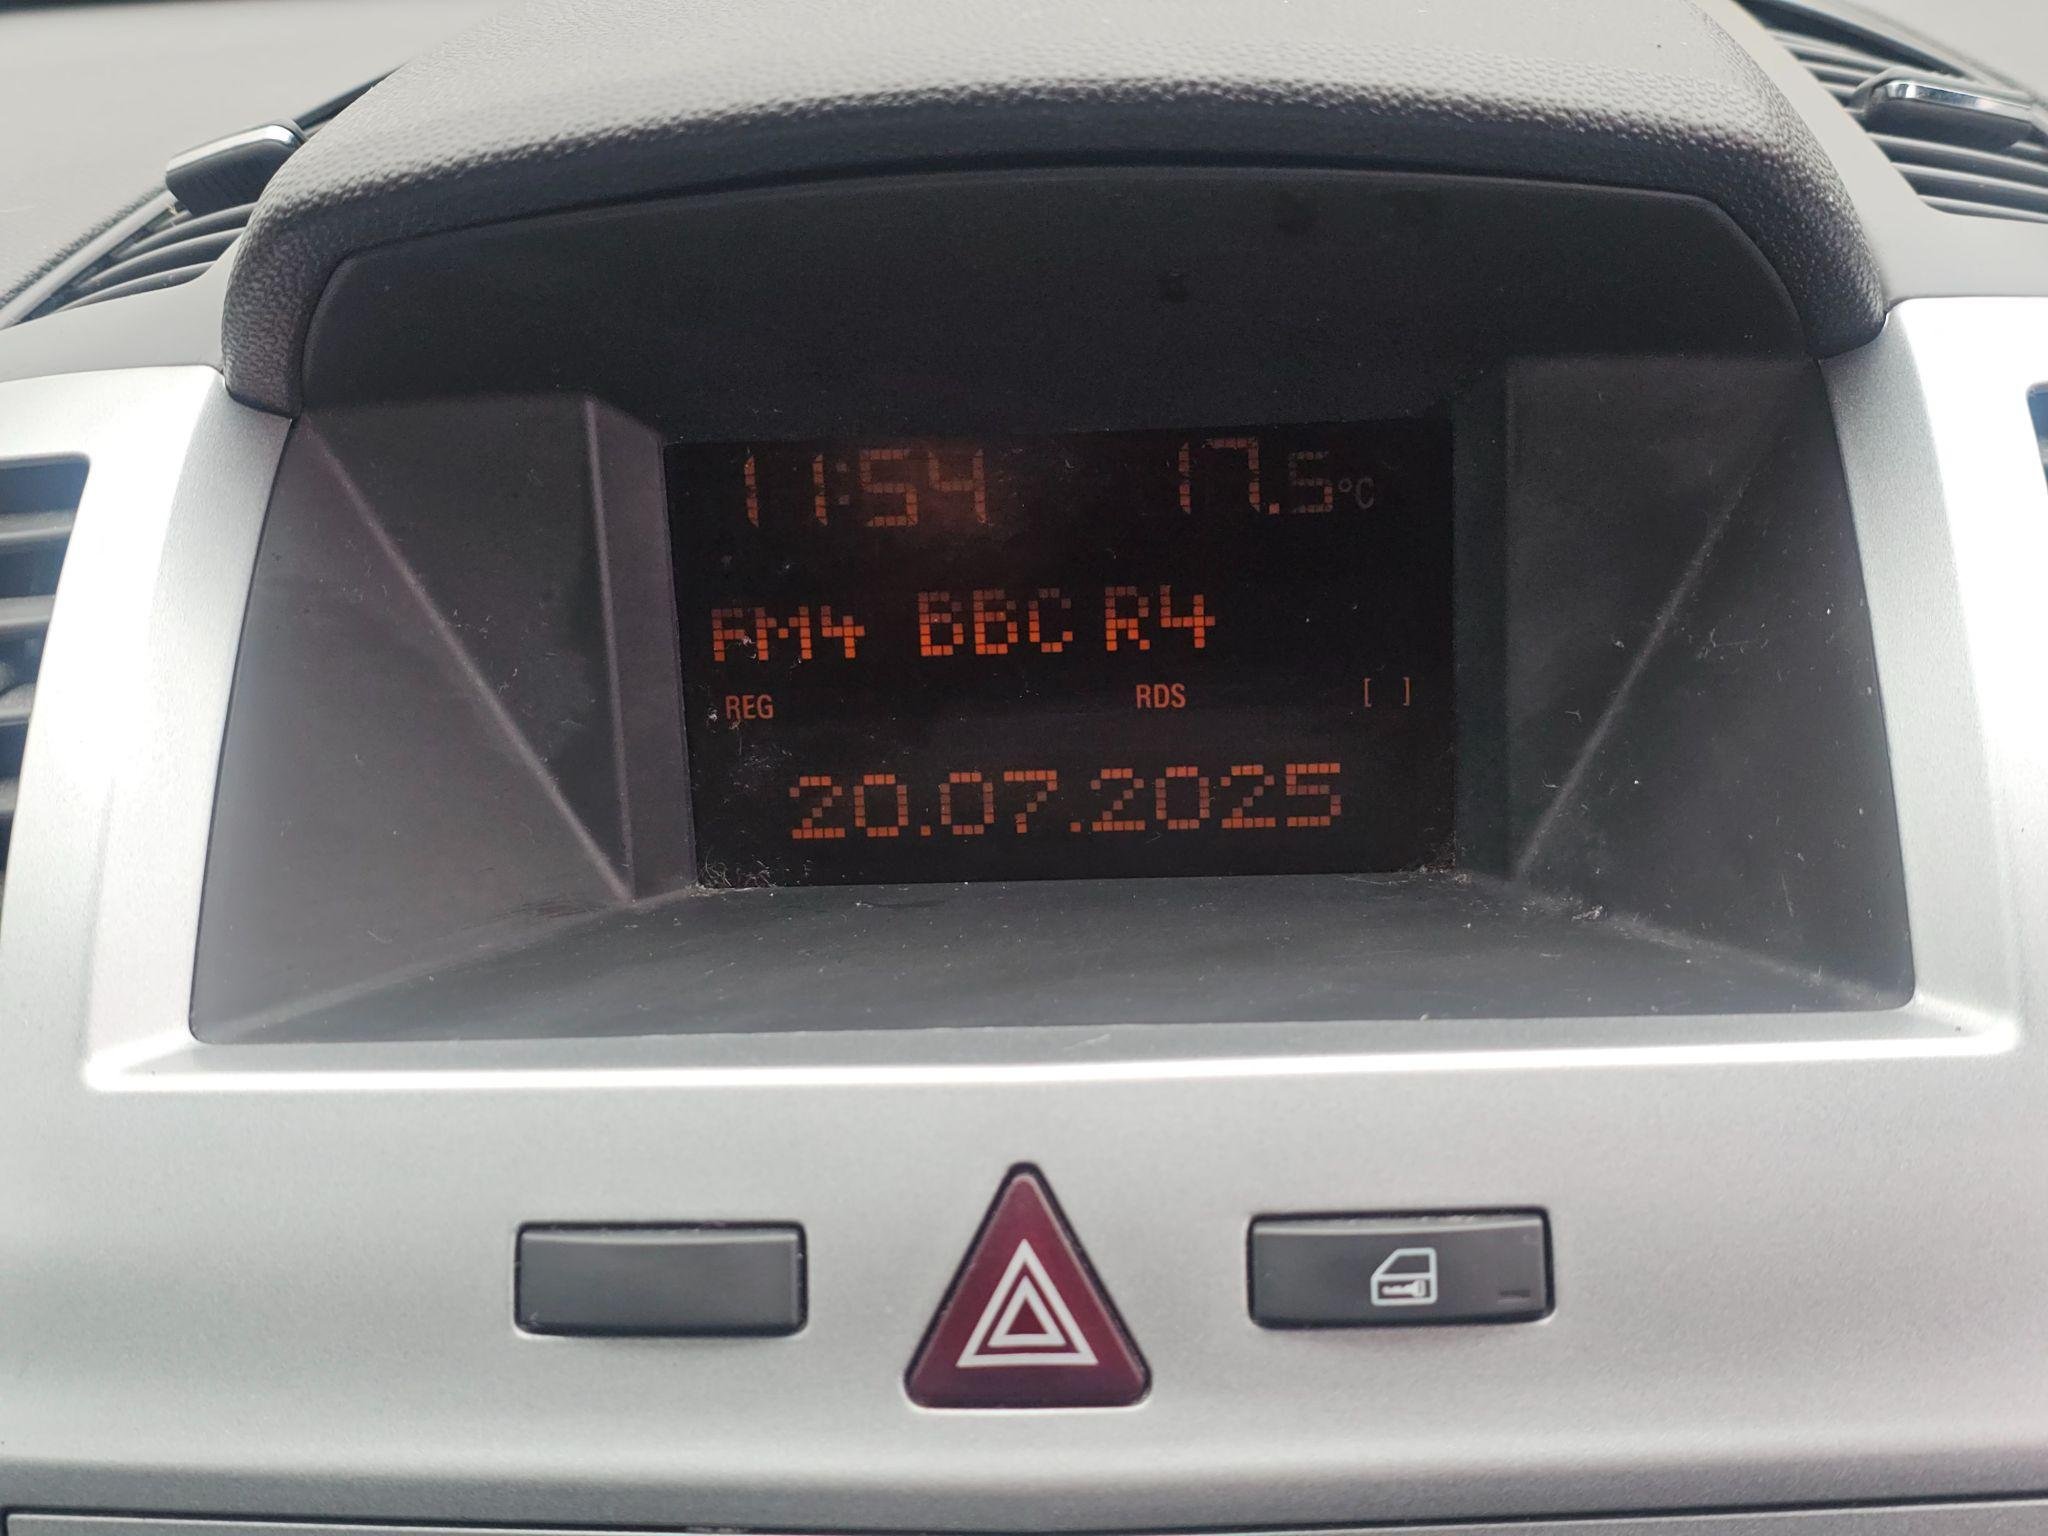 11:54 17.5°C
FM4 BBC R4
REG RDS [ ]
20.07.2025